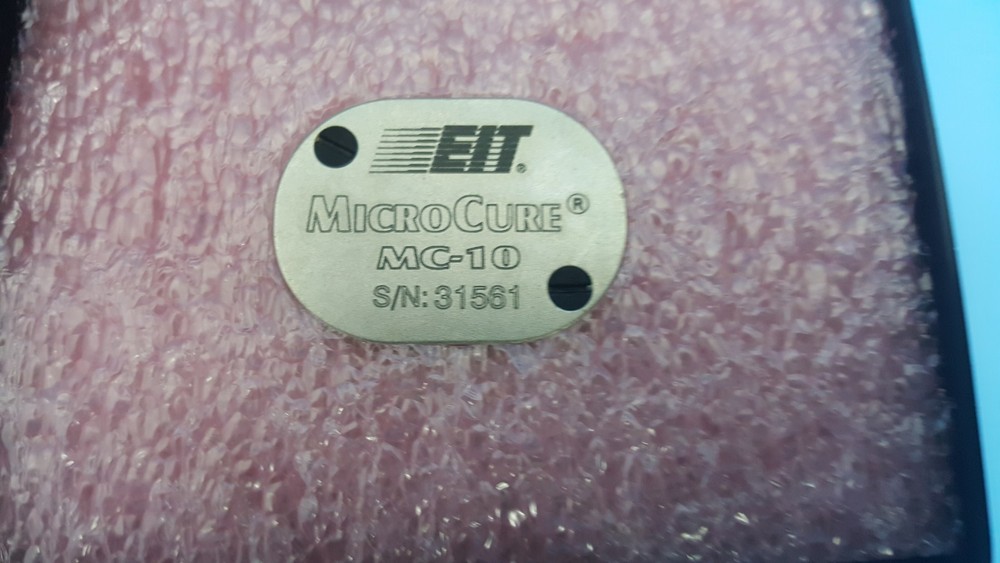 EIT®
MICROCURE®
MC-10
S/N: 31561